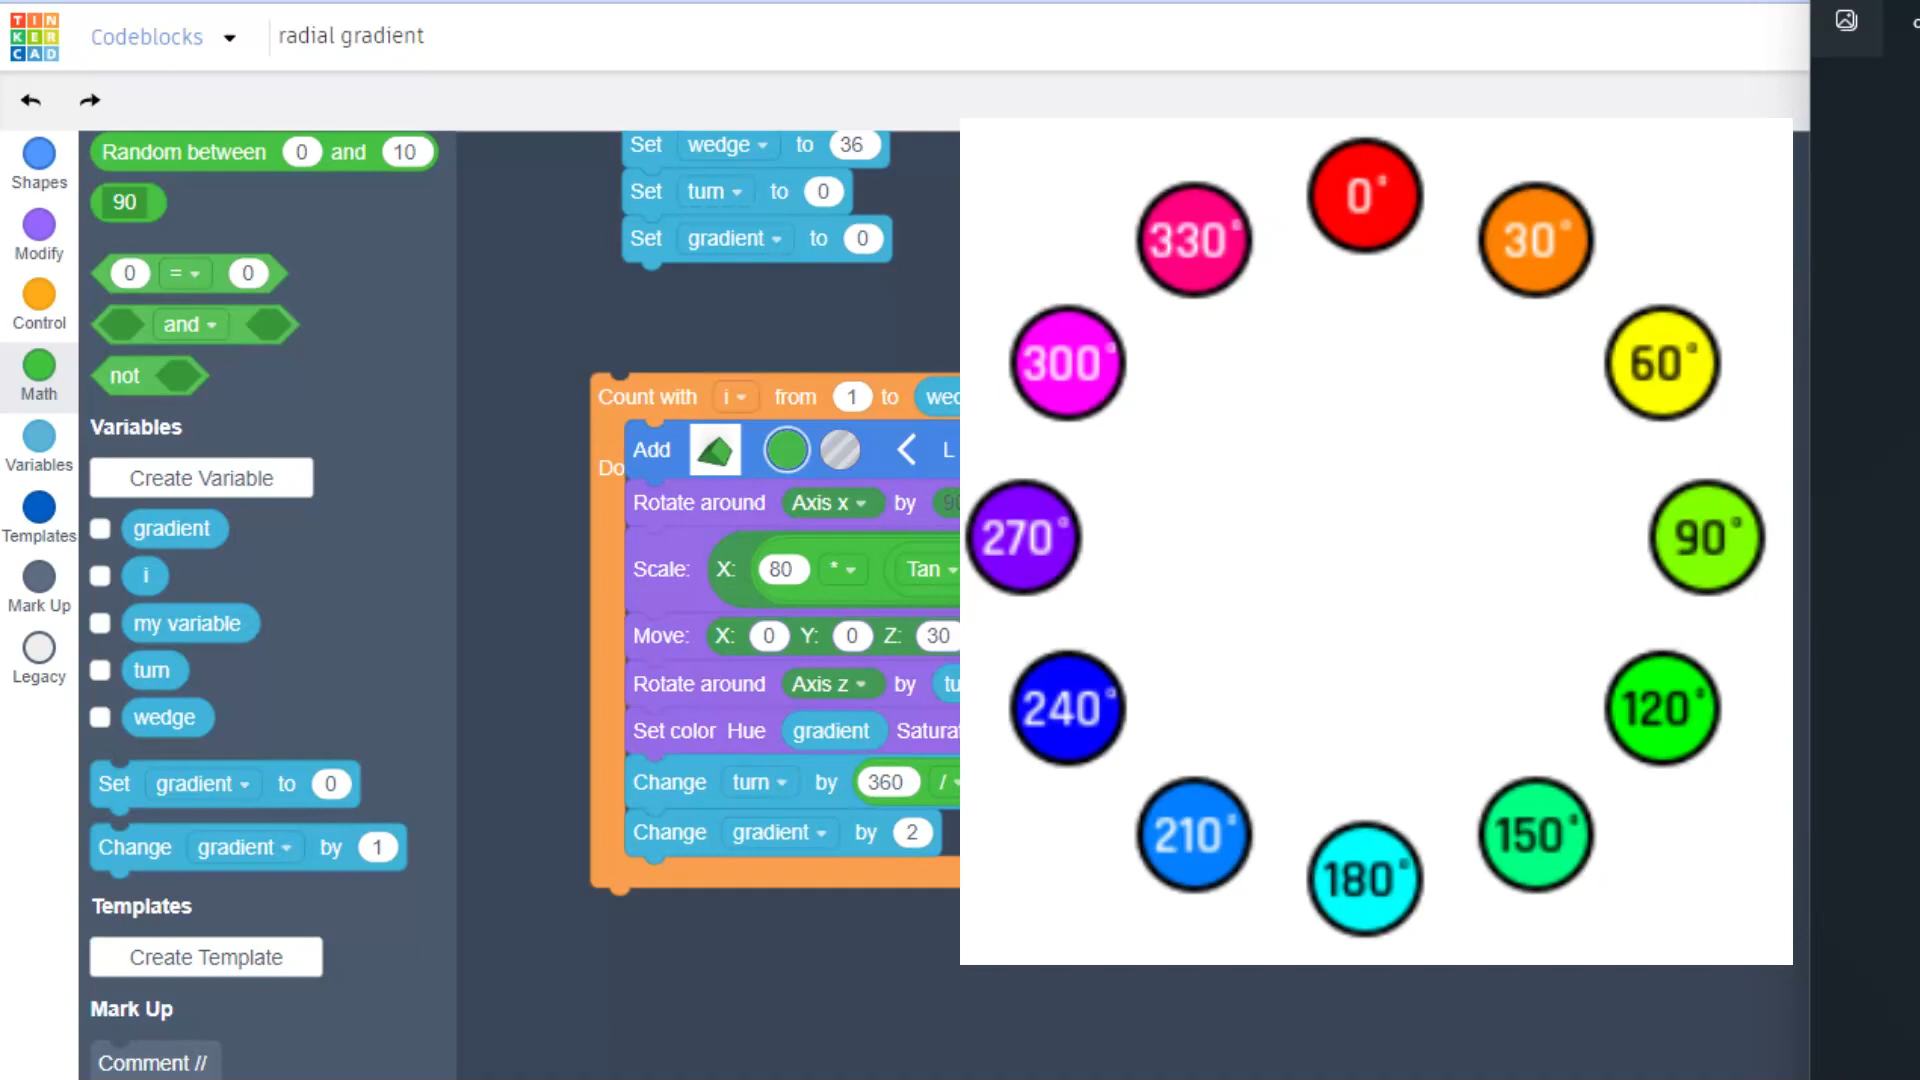 TINKERCAD
Codeblocks
radial gradient
Shapes
Modify
Control
Math
Variables
Templates
Mark Up
Legacy
Random between 0 and 10
90
0 = 0
and
not
Variables
Create Variable
gradient
i
my variable
turn
wedge
Set gradient to 0
Change gradient by 1
Templates
Create Template
Mark Up
Comment //
Set wedge to 36
Set turn to 0
Set gradient to 0
Count with i from 1 to wed
Do
Add L
Rotate around Axis x by 90
Scale: X: 80 * Tan
Move: X: 0 Y: 0 Z: 30
Rotate around Axis z by tu
Set color Hue gradient Satura
Change turn by 360 /
Change gradient by 2
0°
30°
60°
90°
120°
150°
180°
210°
240°
270°
300°
330°